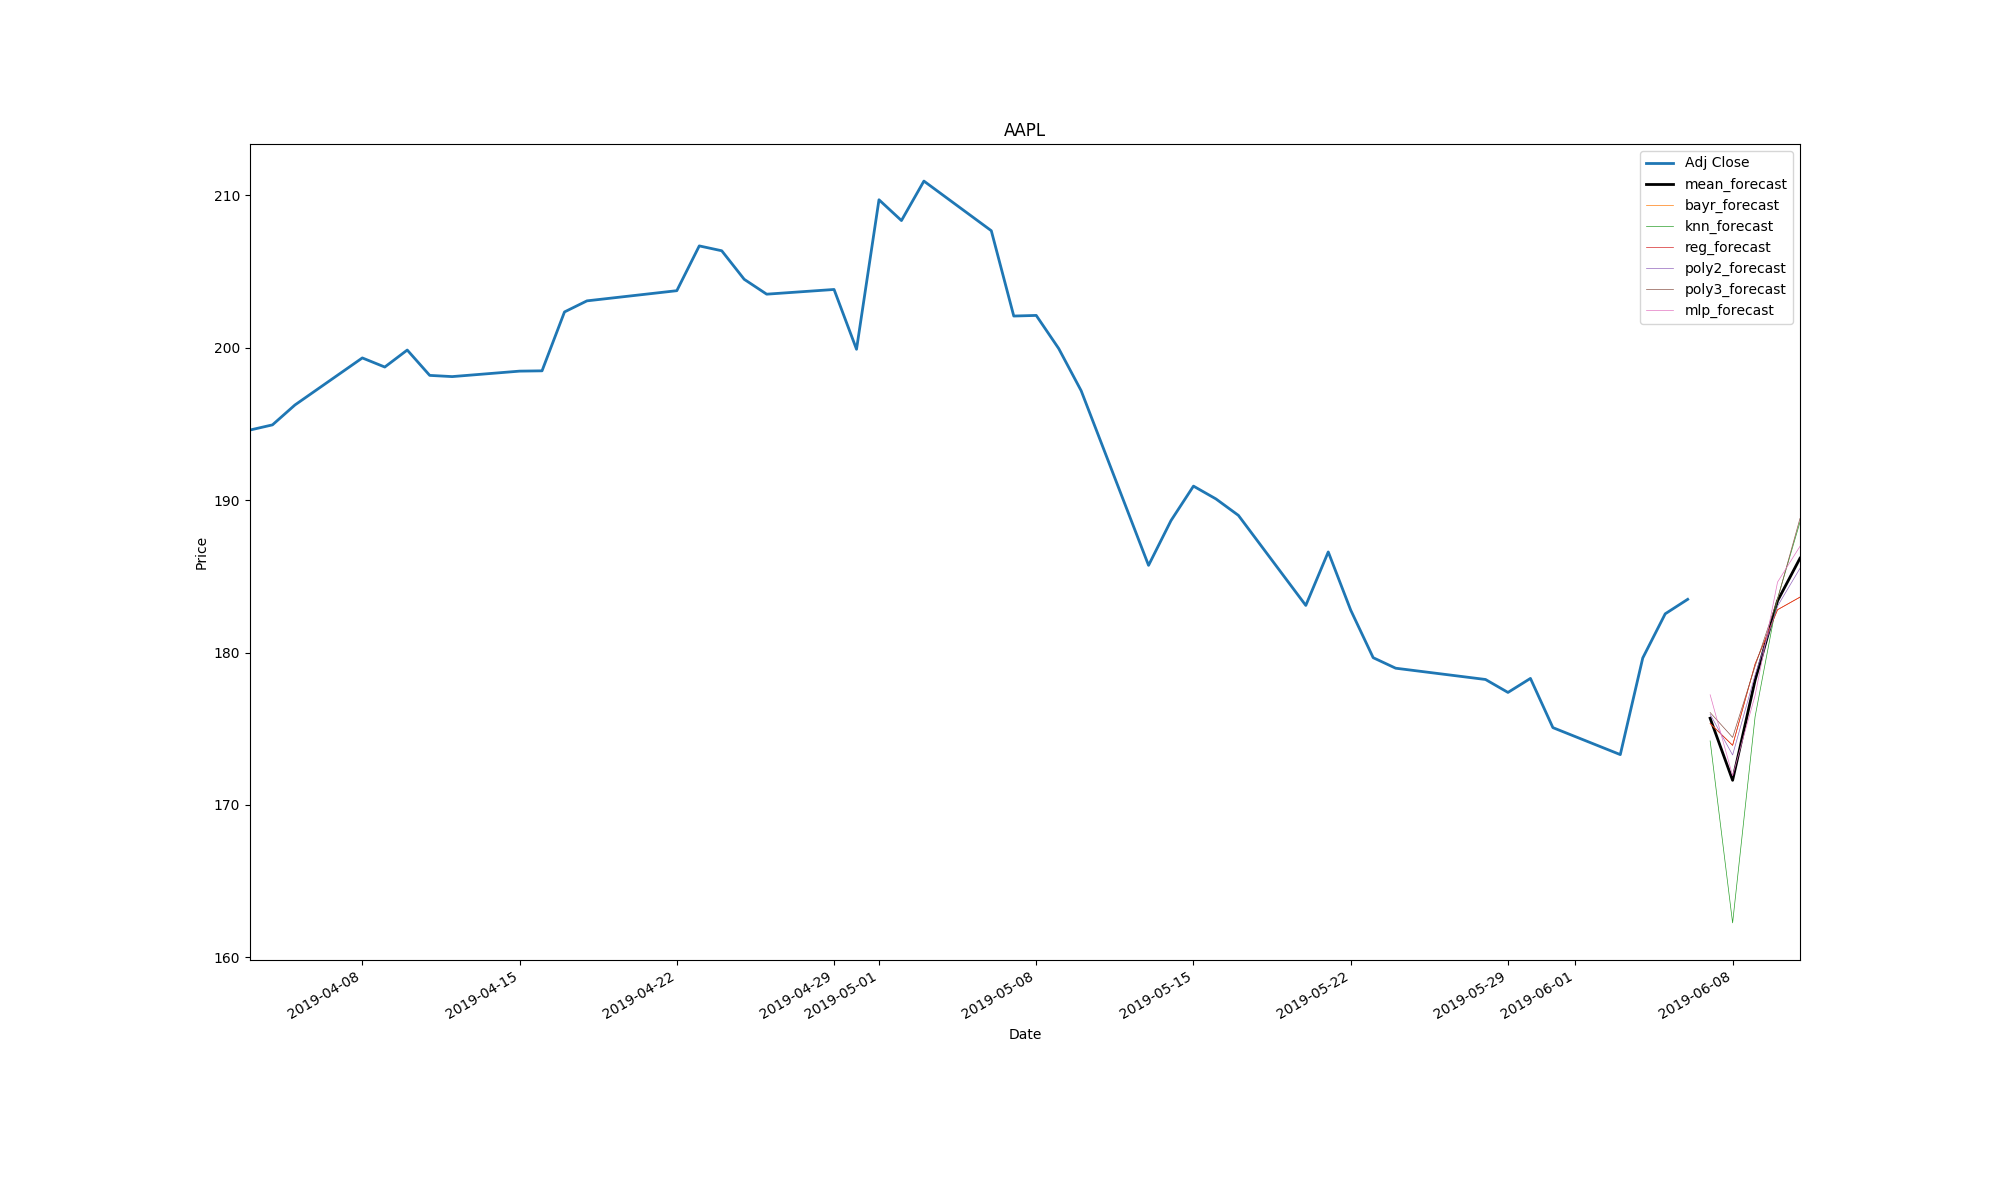 AAPL
Adj Close
mean_forecast
bayr_forecast
knn_forecast
reg_forecast
poly2_forecast
poly3_forecast
mlp_forecast
210
200
190
180
170
160
Price
2019-04-08
2019-04-15
2019-04-22
2019-04-29
2019-05-01
2019-05-08
2019-05-15
2019-05-22
2019-05-29
2019-06-01
2019-06-08
Date